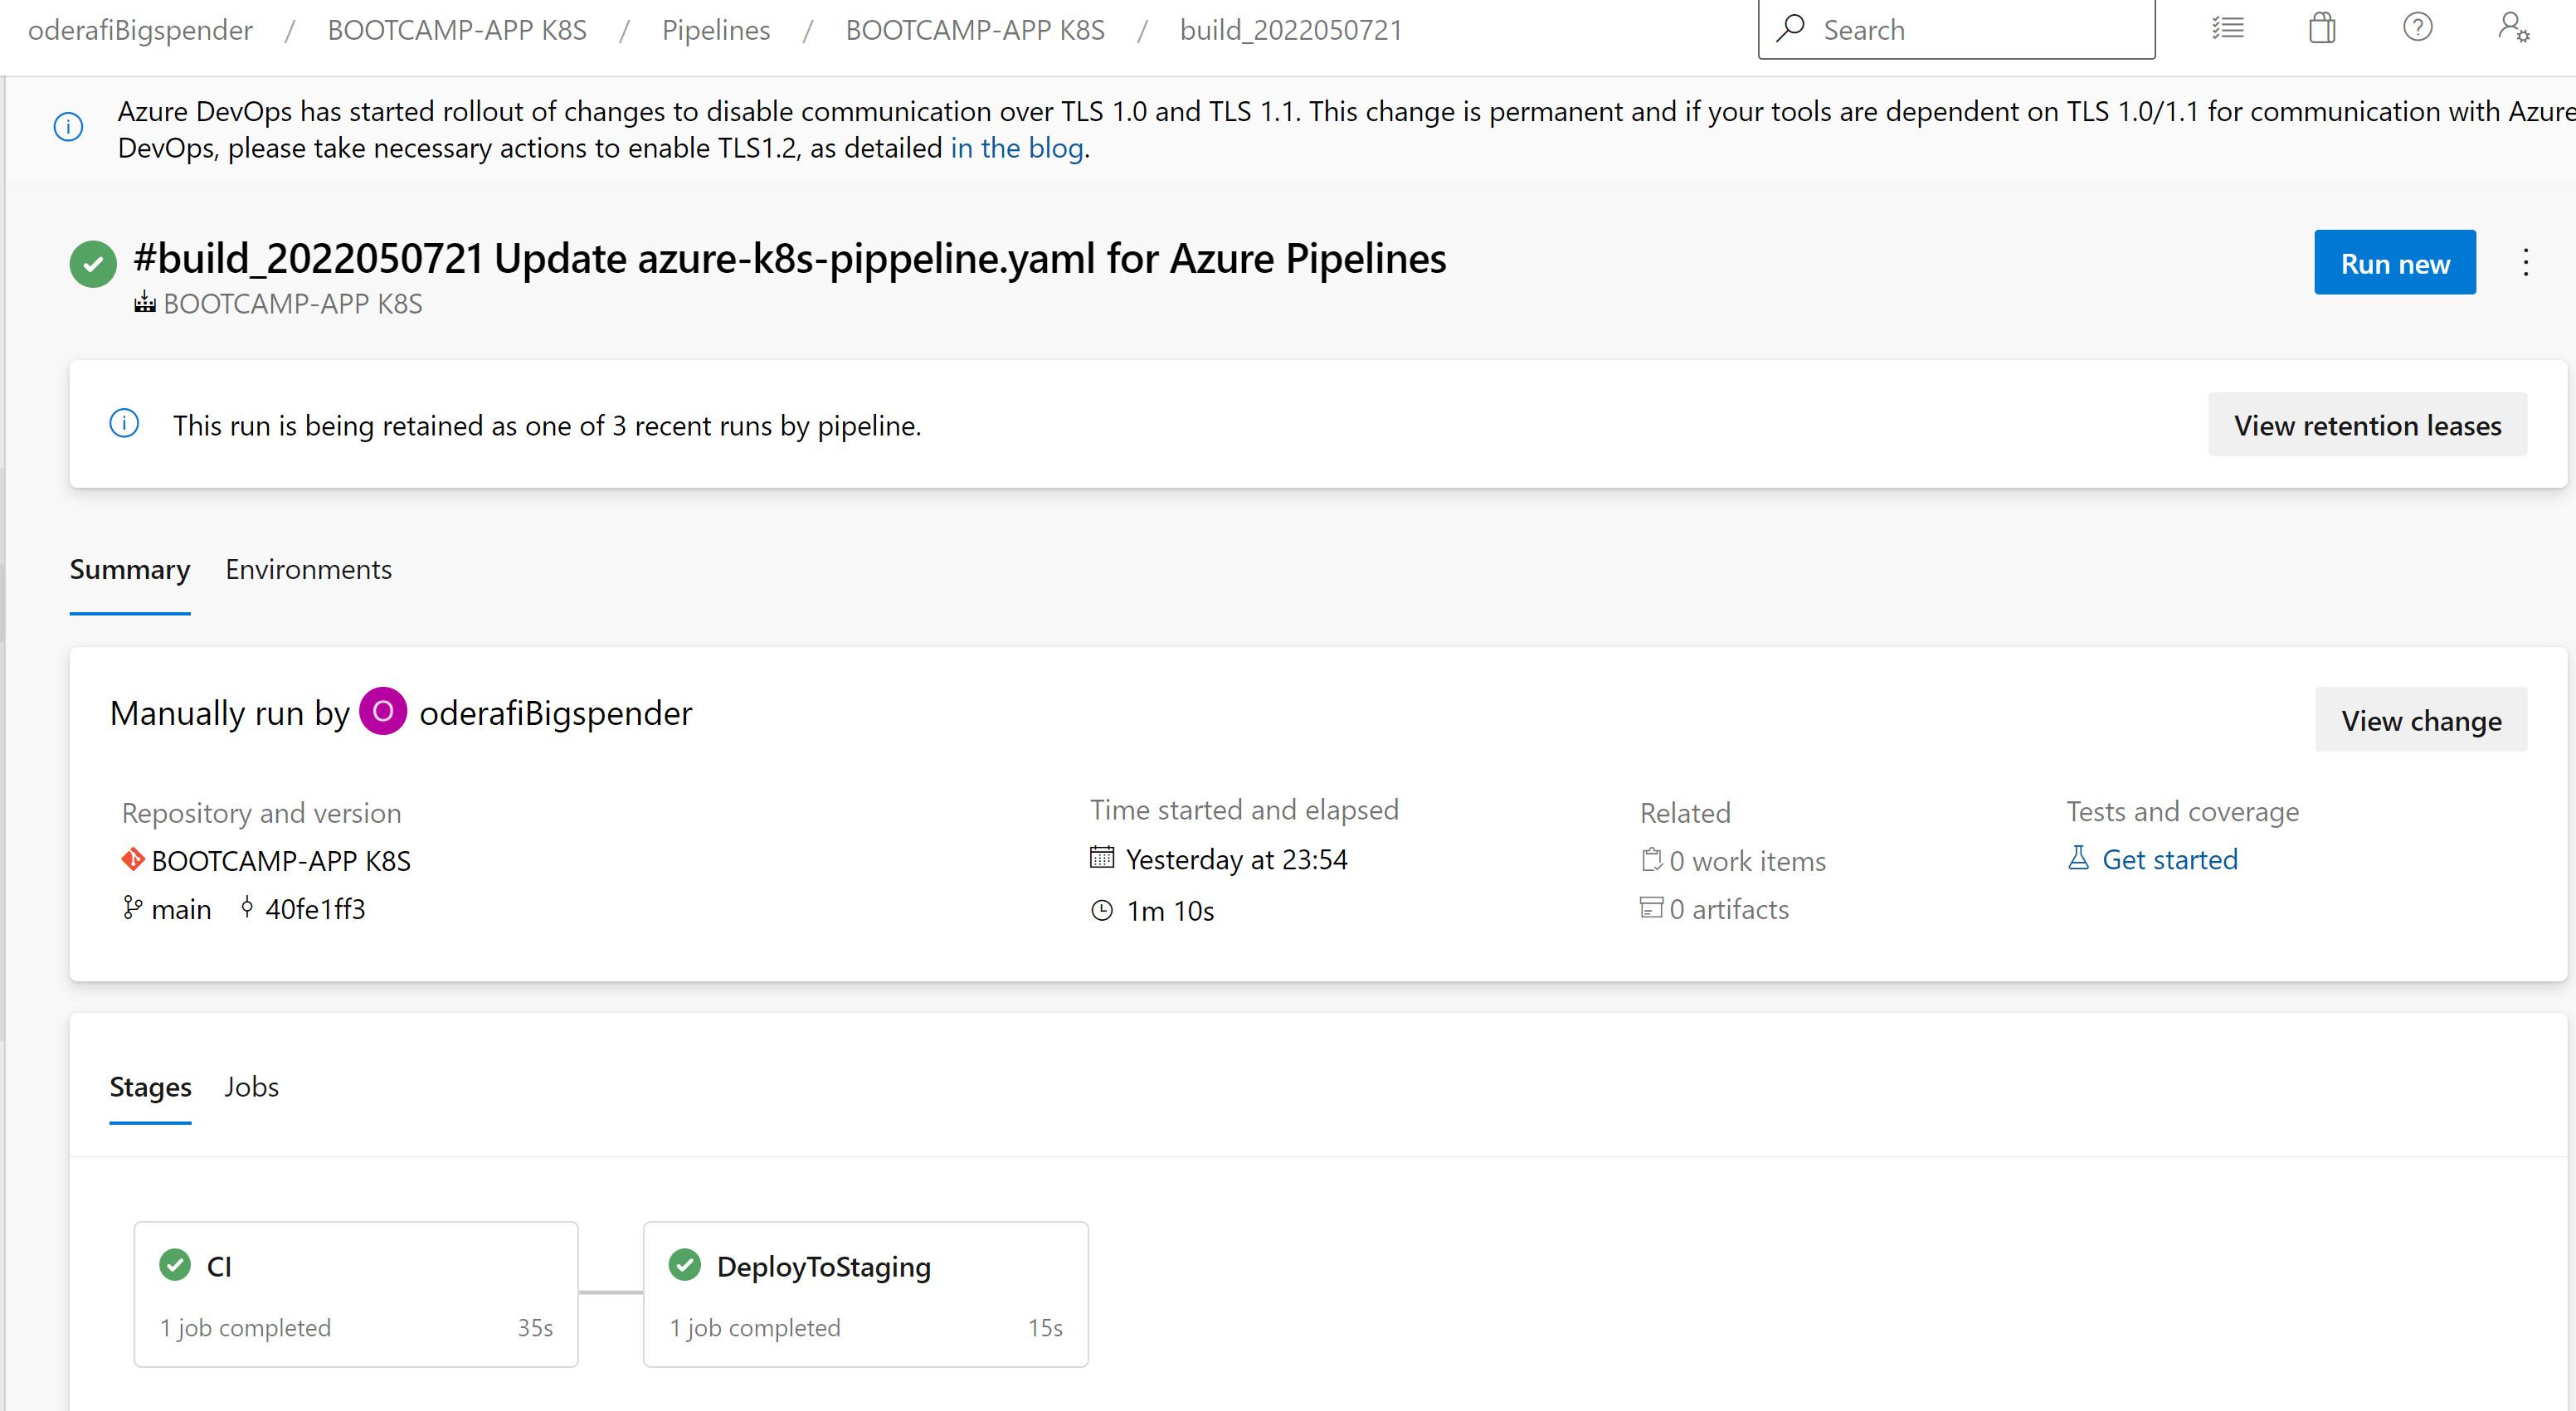 oderafiBigspender / BOOTCAMP-APP K8S / Pipelines / BOOTCAMP-APP K8S / build_2022050721
Search
Azure DevOps has started rollout of changes to disable communication over TLS 1.0 and TLS 1.1. This change is permanent and if your tools are dependent on TLS 1.0/1.1 for communication with Azure
DevOps, please take necessary actions to enable TLS1.2, as detailed in the blog.
#build_2022050721 Update azure-k8s-pippeline.yaml for Azure Pipelines
Run new
BOOTCAMP-APP K8S
This run is being retained as one of 3 recent runs by pipeline.
View retention leases
Summary Environments
Manually run by O oderafiBigspender
View change
Repository and version
BOOTCAMP-APP K8S
main 40fe1ff3
Time started and elapsed
Yesterday at 23:54
1m 10s
Related
0 work items
0 artifacts
Tests and coverage
Get started
Stages Jobs
CI
1 job completed 35s
DeployToStaging
1 job completed 15s